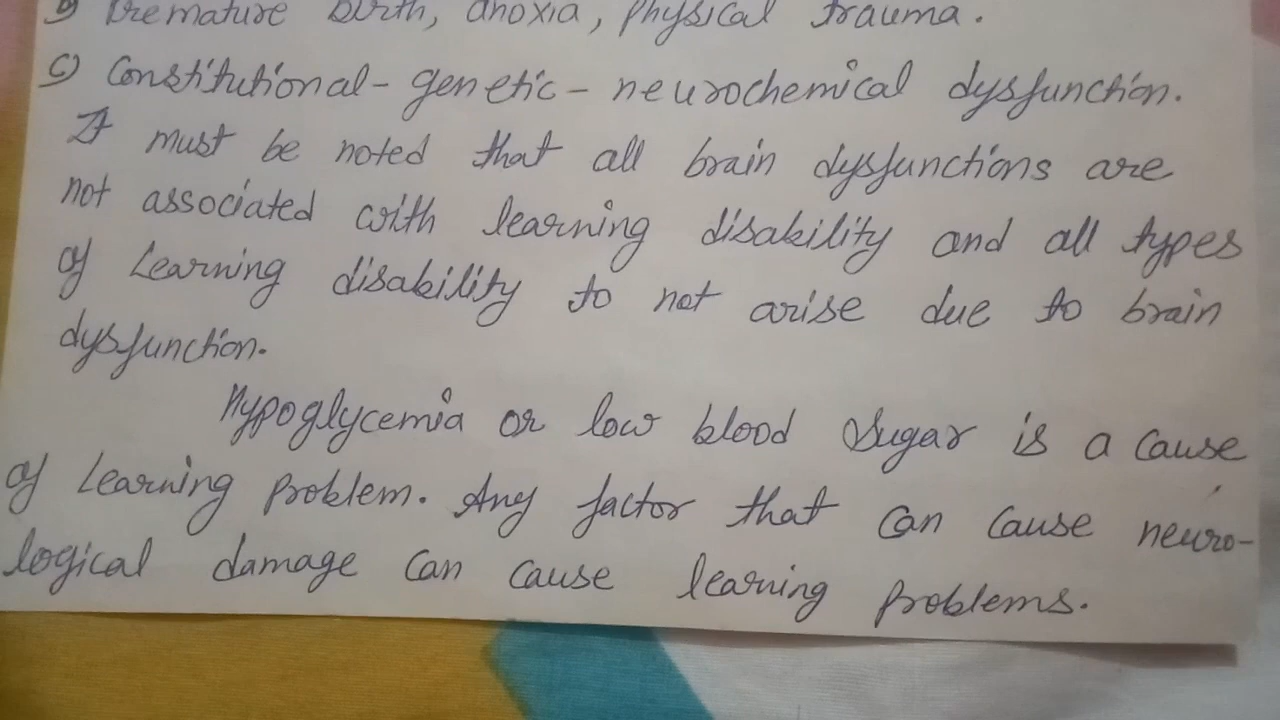 b) Premature birth, anoxia, physical trauma.
c) Constitutional-genetic-neurochemical dysfunction.
It must be noted that all brain dysfunctions are
not associated with learning disability and all types
of learning disability to not arise due to brain
dysfunction.
Hypoglycemia or low blood sugar is a cause
of learning problem. Any factor that can cause neuro-
logical damage can cause learning problems.